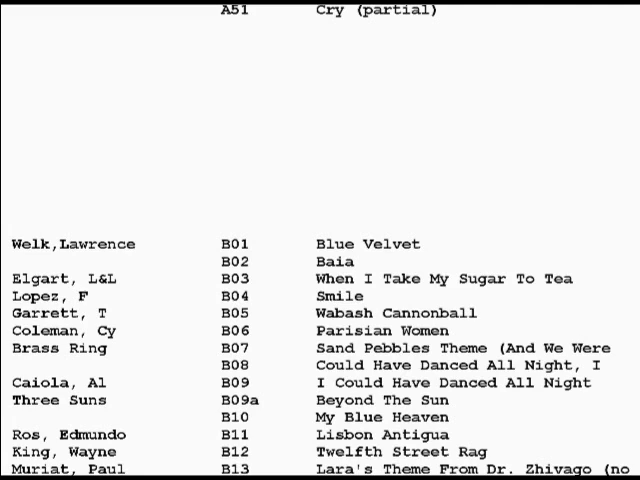 A51 Cry (partial)
Welk,Lawrence B01 Blue Velvet
B02 Baia
Elgart, L&L B03 When I Take My Sugar To Tea
Lopez, F B04 Smile
Garrett, T B05 Wabash Cannonball
Coleman, Cy B06 Parisian Women
Brass Ring B07 Sand Pebbles Theme (And We Were
B08 Could Have Danced All Night, I
Caiola, Al B09 I Could Have Danced All Night
Three Suns B09a Beyond The Sun
B10 My Blue Heaven
Ros, Edmundo B11 Lisbon Antigua
King, Wayne B12 Twelfth Street Rag
Muriat, Paul B13 Lara's Theme From Dr. Zhivago (no